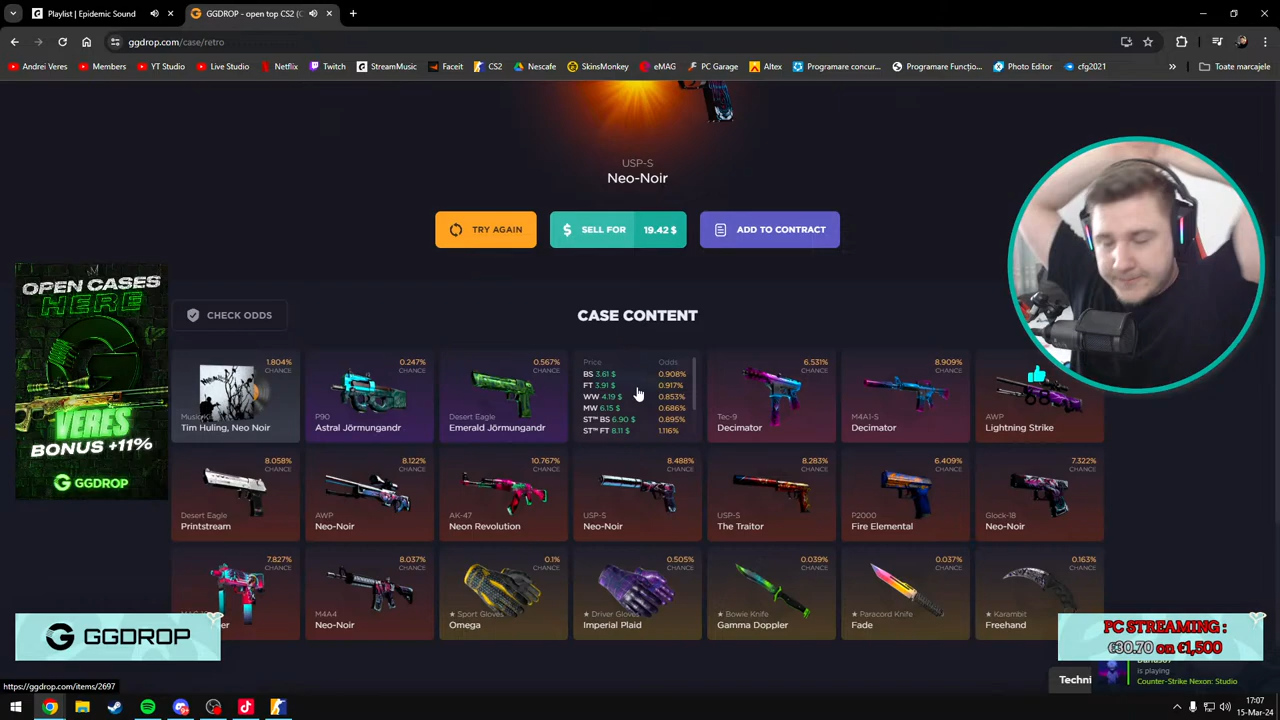 Playlist | Epidemic Sound
GGDROP - open top CS2 (
ggdrop.com/case/retro
Andrei Veres
Members
YT Studio
Live Studio
Netflix
Twitch
StreamMusic
Faceit
CS2
Nescafe
SkinsMonkey
eMAG
PC Garage
Altex
Programare concur...
Programare Funcțio...
Photo Editor
cfg2021
Toate marcajele
USP-S
Neo-Noir
TRY AGAIN
SELL FOR 19.42 $
ADD TO CONTRACT
OPEN CASES
HERE
VERES
BONUS +11%
GGDROP
CHECK ODDS
CASE CONTENT
1.804%
CHANCE
Tim Huling, Neo Noir
0.247%
CHANCE
P90
Astral Jörmungandr
0.567%
CHANCE
Desert Eagle
Emerald Jörmungandr
Price Odds
BS 3.61 $ 0.908%
FT 3.91 $ 0.917%
WW 4.19 $ 0.853%
MW 6.15 $ 0.686%
ST™ BS 6.90 $ 0.895%
ST™ FT 8.11 $ 1.116%
6.531%
CHANCE
Tec-9
Decimator
8.909%
CHANCE
M4A1-S
Decimator
AWP
Lightning Strike
8.058%
CHANCE
Desert Eagle
Printstream
8.122%
CHANCE
AWP
Neo-Noir
10.767%
CHANCE
AK-47
Neon Revolution
8.488%
CHANCE
USP-S
Neo-Noir
8.283%
CHANCE
USP-S
The Traitor
6.409%
CHANCE
P2000
Fire Elemental
7.322%
CHANCE
Glock-18
Neo-Noir
7.827%
CHANCE
8.037%
CHANCE
M4A4
Neo-Noir
0.1%
CHANCE
★ Sport Gloves
Omega
0.505%
CHANCE
★ Driver Gloves
Imperial Plaid
0.039%
CHANCE
★ Bowie Knife
Gamma Doppler
0.037%
CHANCE
★ Paracord Knife
Fade
0.163%
CHANCE
★ Karambit
Freehand
GGDROP
PC STREAMING :
€30.70 on €1,500
Techni
is playing
Counter-Strike Nexon: Studio
https://ggdrop.com/items/2697
17:07
15-Mar-24